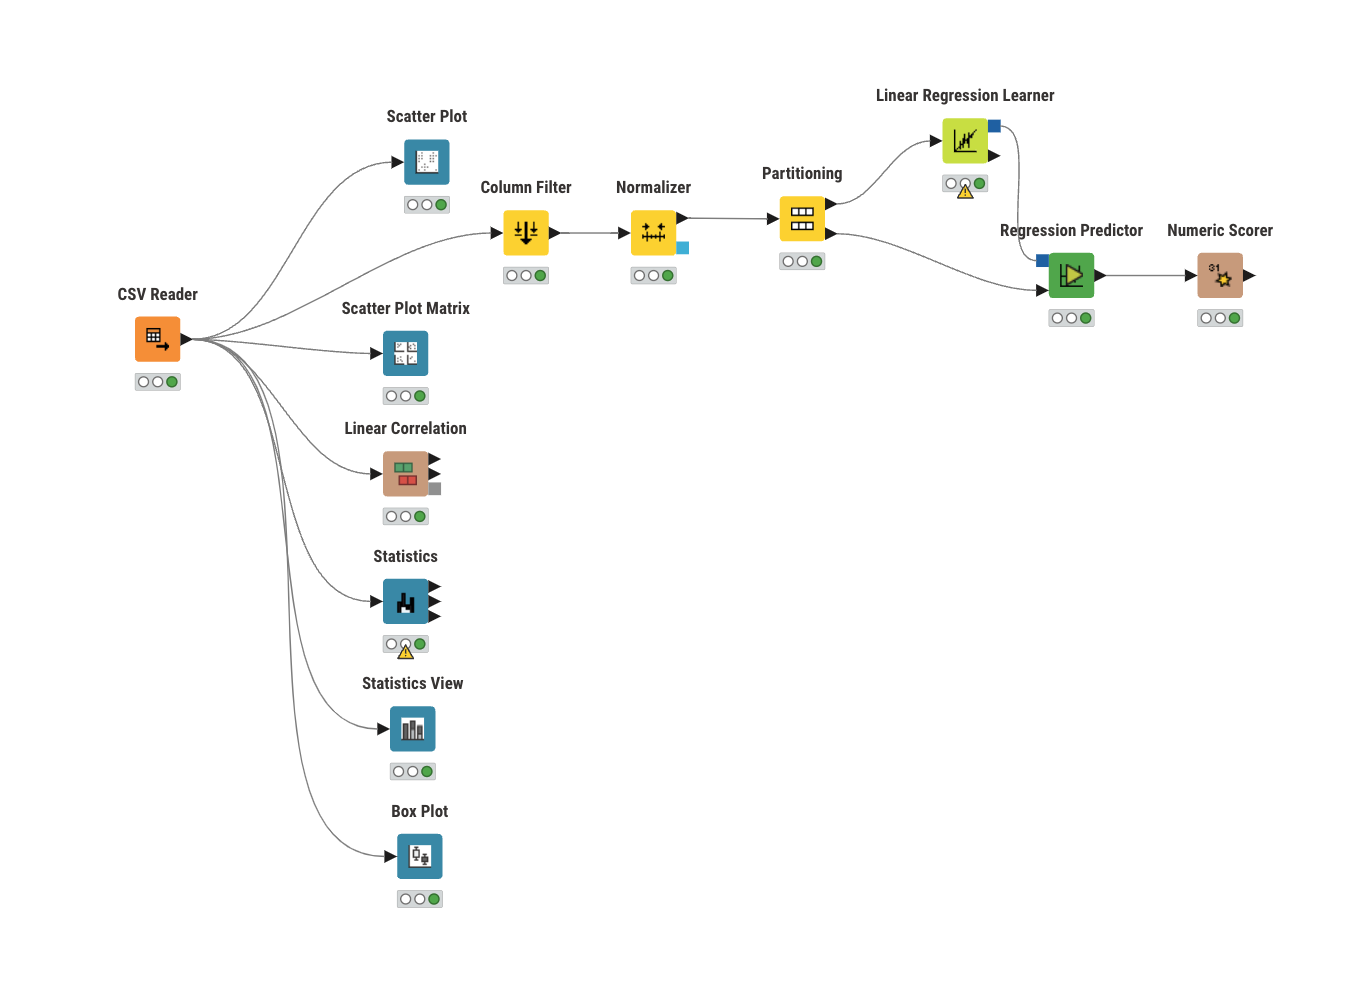 Linear Regression Learner
Scatter Plot
Partitioning
Column Filter
Normalizer
Regression Predictor
Numeric Scorer
CSV Reader
Scatter Plot Matrix
Linear Correlation
Statistics
Statistics View
Box Plot